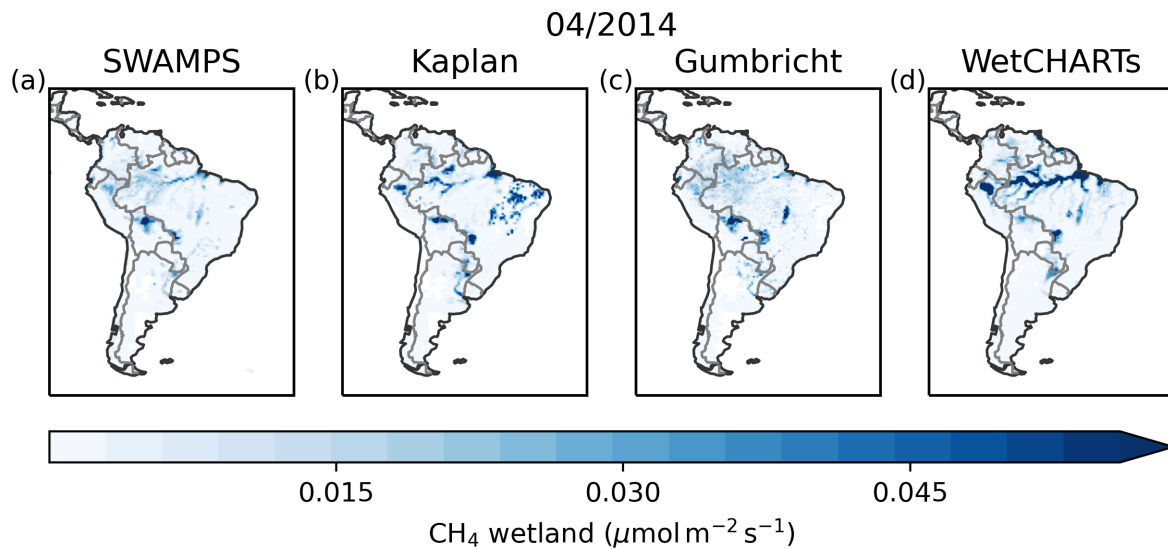 04/2014
SWAMPS Kaplan Gumbricht WetCHARTs
(a) (b) (c) (d)
0.015 0.030 0.045
CH₄ wetland (μmol m⁻² s⁻¹)